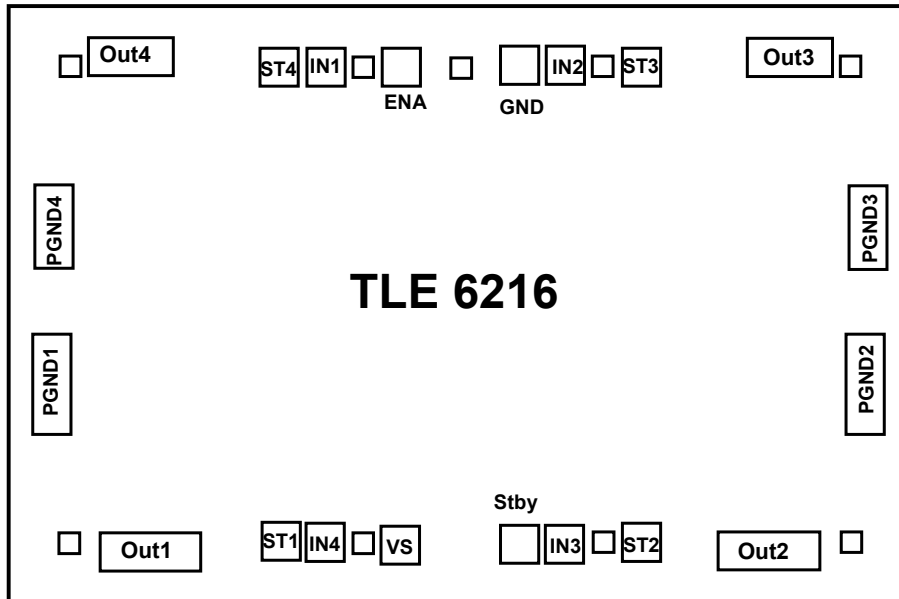 Out4
ST4 IN1
ENA
GND
IN2
ST3
Out3
PGND4
PGND3
TLE 6216
PGND1
PGND2
Stby
Out1
ST1 IN4
VS
IN3
ST2
Out2